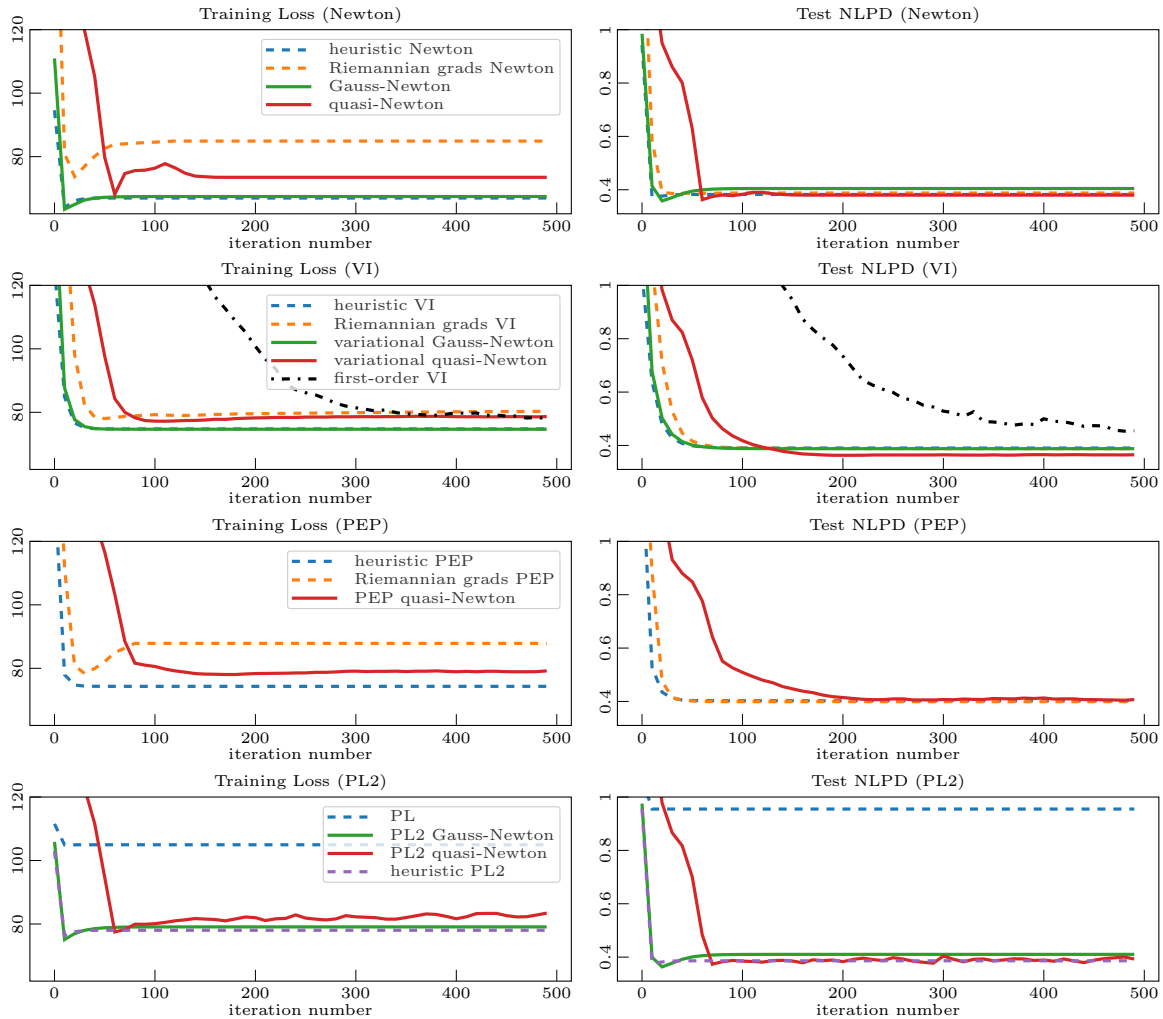 Training Loss (Newton)
120
100
80
heuristic Newton
Riemannian grads Newton
Gauss-Newton
quasi-Newton
0 100 200 300 400 500
iteration number
Test NLPD (Newton)
1
0.8
0.6
0.4
0 100 200 300 400 500
iteration number
Training Loss (VI)
120
100
80
heuristic VI
Riemannian grads VI
variational Gauss-Newton
variational quasi-Newton
first-order VI
0 100 200 300 400 500
iteration number
Test NLPD (VI)
1
0.8
0.6
0.4
0 100 200 300 400 500
iteration number
Training Loss (PEP)
120
100
80
heuristic PEP
Riemannian grads PEP
PEP quasi-Newton
0 100 200 300 400 500
iteration number
Test NLPD (PEP)
1
0.8
0.6
0.4
0 100 200 300 400 500
iteration number
Training Loss (PL2)
120
100
80
PL
PL2 Gauss-Newton
PL2 quasi-Newton
heuristic PL2
0 100 200 300 400 500
iteration number
Test NLPD (PL2)
1
0.8
0.6
0.4
0 100 200 300 400 500
iteration number